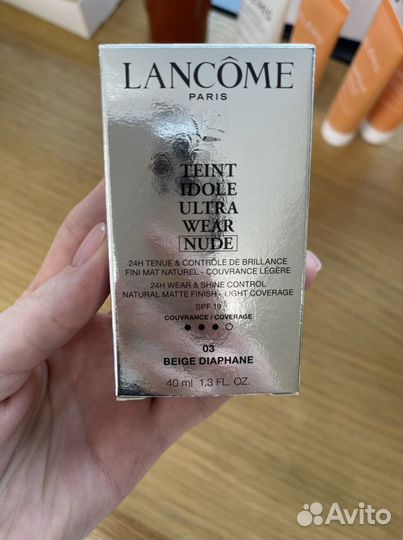 LANCÔME
PARIS
TEINT
IDOLE
ULTRA
WEAR
NUDE
24H TENUE & CONTRÔLE DE BRILLANCE
FINI MAT NATUREL - COUVRANCE LÉGÈRE
24H WEAR & SHINE CONTROL
NATURAL MATTE FINISH - LIGHT COVERAGE
SPF 19
COUVRANCE / COVERAGE
03
BEIGE DIAPHANE
40 ml 1.3 FL. OZ.
Avito